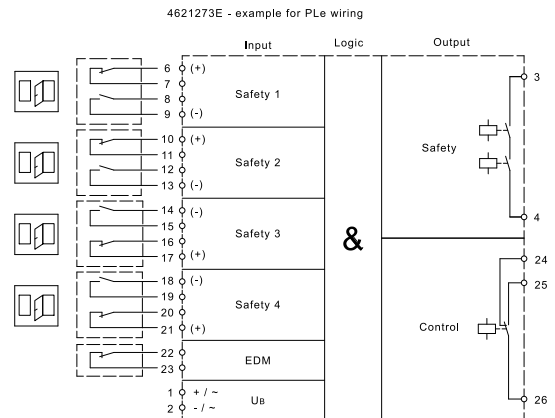 4621273E - example for PLe wiring
Input Logic Output
6 (+)
7
8
9 (-)
Safety 1
10 (+)
11
12
13 (-)
Safety 2
14 (-)
15
16
17 (+)
Safety 3
18 (-)
19
20
21 (+)
Safety 4
22
23
EDM
1 + / ~
2 - / ~
UB
&
3
Safety
4
24
25
Control
26